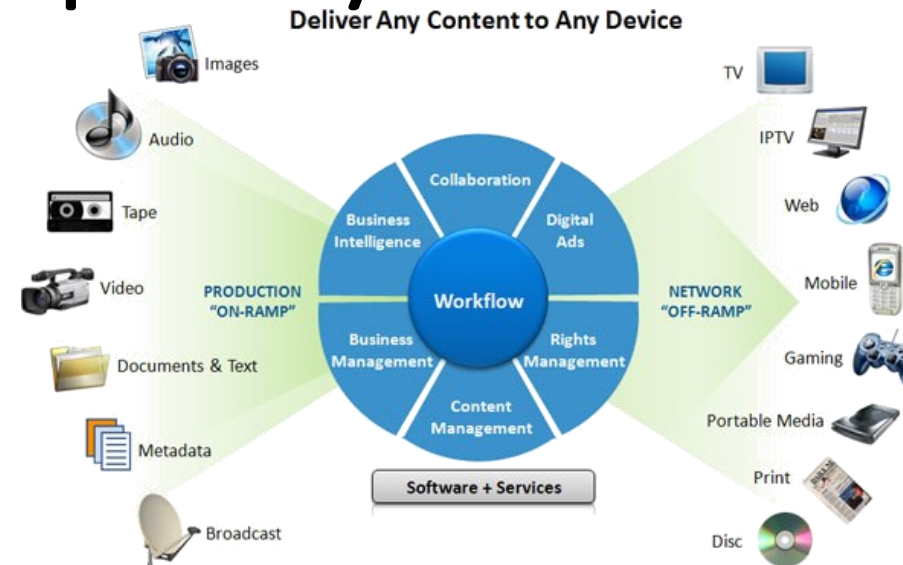 Deliver Any Content to Any Device
Images
Audio
Tape
Video
Documents & Text
Metadata
Broadcast
PRODUCTION
"ON-RAMP"
Collaboration
Business
Intelligence
Digital
Ads
Workflow
Business
Management
Rights
Management
Content
Management
Software + Services
NETWORK
"OFF-RAMP"
TV
IPTV
Web
Mobile
Gaming
Portable Media
Print
Disc